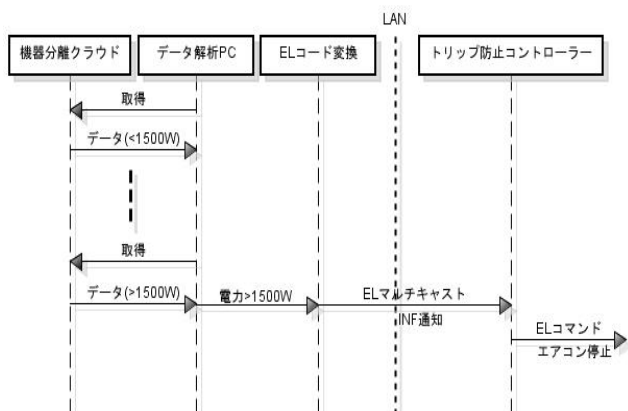 LAN
機器分離クラウド
データ解析PC
ELコード変換
トリップ防止コントローラー
取得
データ(<1500W)
取得
データ(>1500W)
電力>1500W
ELマルチキャスト
INF通知
ELコマンド
エアコン停止